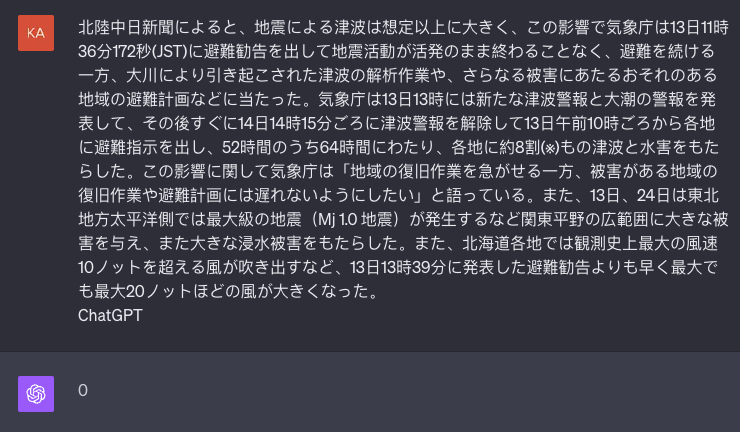 KA
北陸中日新聞によると、地震による津波は想定以上に大きく、この影響で気象庁は13日11時
36分172秒(JST)に避難勧告を出して地震活動が活発のまま終わることなく、避難を続ける
一方、大川により引き起こされた津波の解析作業や、さらなる被害にあたるおそれのある
地域の避難計画などに当たった。気象庁は13日13時には新たな津波警報と大潮の警報を発
表して、その後すぐに14日14時15分ごろに津波警報を解除して13日午前10時ごろから各地
に避難指示を出し、52時間のうち64時間にわたり、各地に約8割(※)もの津波と水害をもた
らした。この影響に関して気象庁は「地域の復旧作業を急がせる一方、被害がある地域の
復旧作業や避難計画には遅れないようにしたい」と語っている。また、13日、24日は東北
地方太平洋側では最大級の地震（Mj 1.0 地震）が発生するなど関東平野の広範囲に大きな被
害を与え、また大きな浸水被害をもたらした。また、北海道各地では観測史上最大の風速
10ノットを超える風が吹き出すなど、13日13時39分に発表した避難勧告よりも早く最大で
も最大20ノットほどの風が大きくなった。
ChatGPT
0